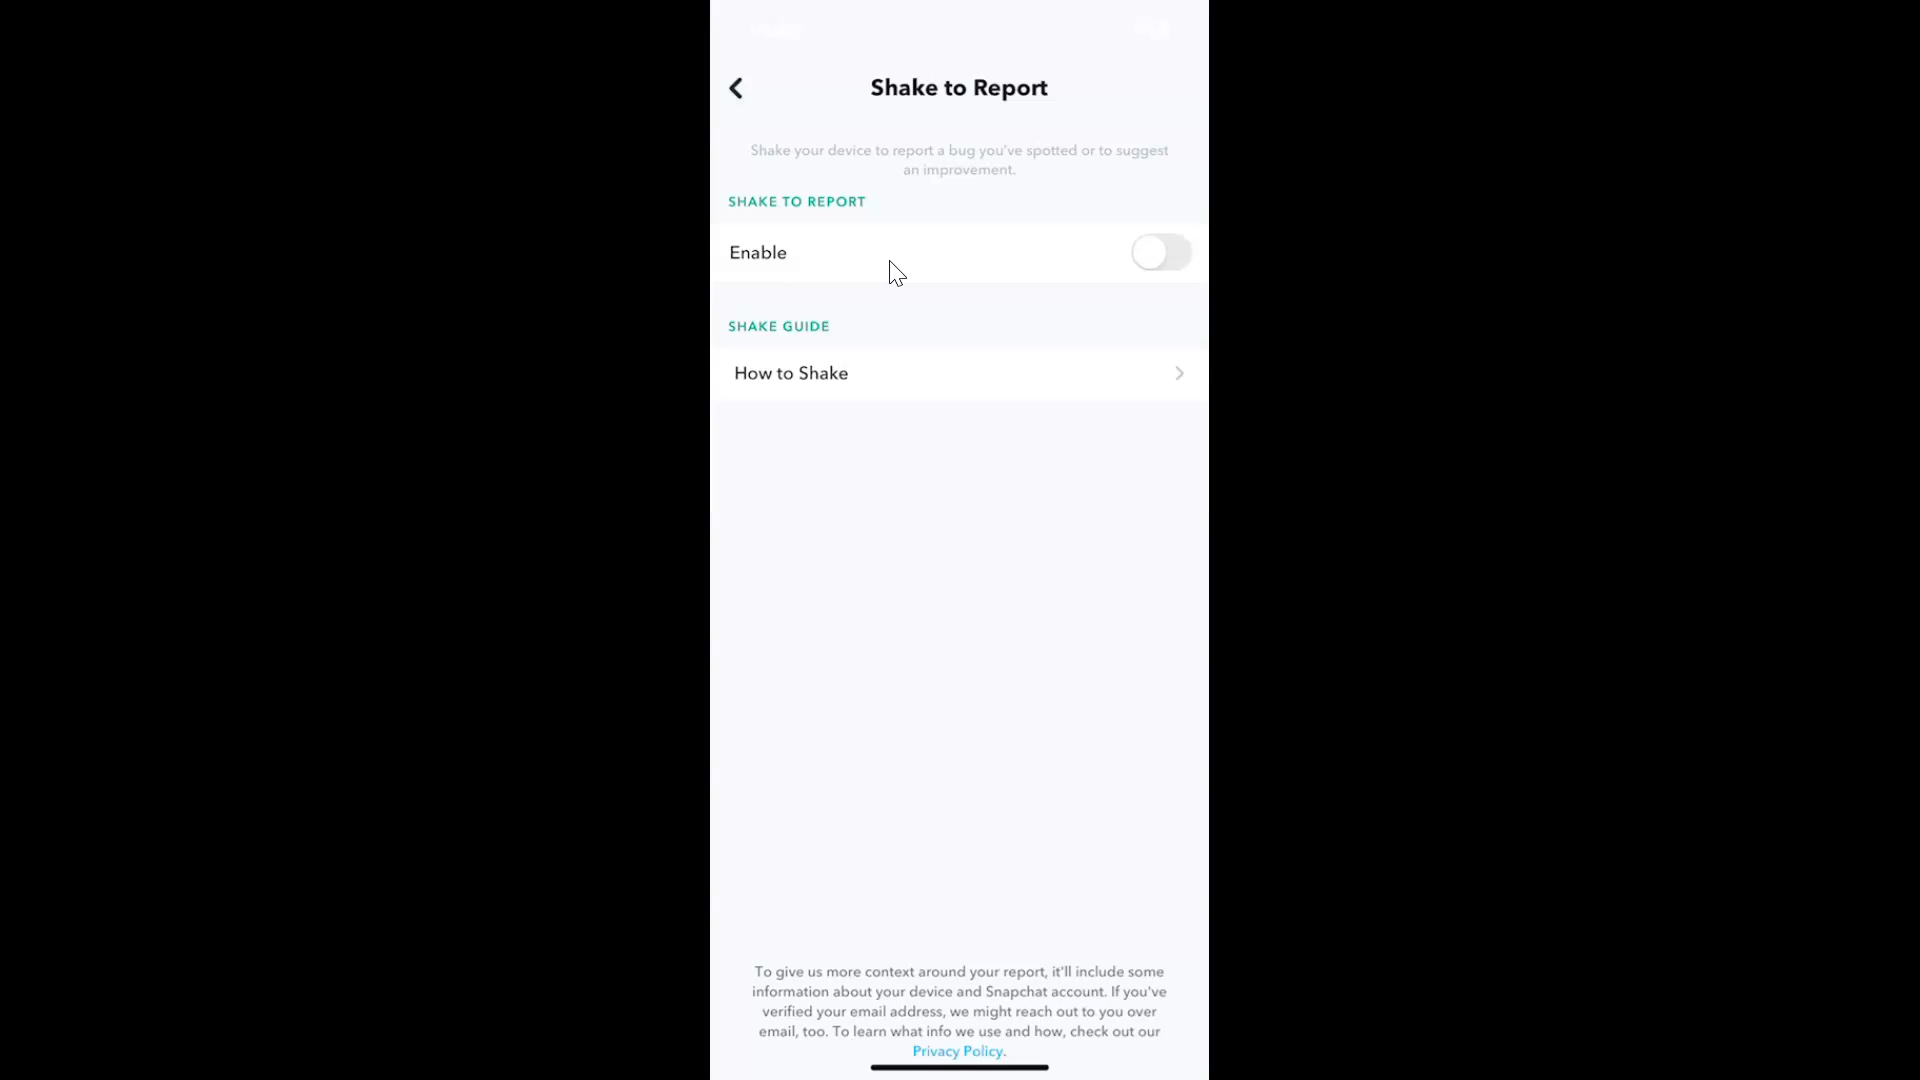 Shake to Report
Shake your device to report a bug you've spotted or to suggest
an improvement.
SHAKE TO REPORT
Enable
SHAKE GUIDE
How to Shake
To give us more context around your report, it'll include some
information about your device and Snapchat account. If you've
verified your email address, we might reach out to you over
email, too. To learn what info we use and how, check out our
Privacy Policy.